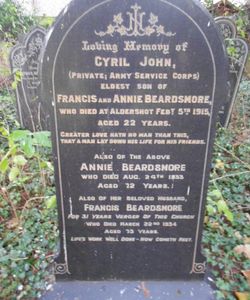 Loving Memory of
CYRIL JOHN,
(PRIVATE; ARMY SERVICE CORPS)
ELDEST SON OF
FRANCIS AND ANNIE BEARDSMORE,
WHO DIED AT ALDERSHOT FEBY 5TH 1915,
AGED 22 YEARS.
GREATER LOVE HATH NO MAN THAN THIS,
THAT A MAN LAY DOWN HIS LIFE FOR HIS FRIENDS.
ALSO OF THE ABOVE
ANNIE BEARDSMORE
WHO DIED AUG. 24TH 1933
AGED 72 YEARS.
ALSO OF HER BELOVED HUSBAND,
FRANCIS BEARDSMORE
FOR 31 YEARS VERGER OF THIS CHURCH
WHO DIED MARCH 22ND 1934
AGED 73 YEARS.
LIFE'S WORK WELL DONE - NOW COMETH REST.